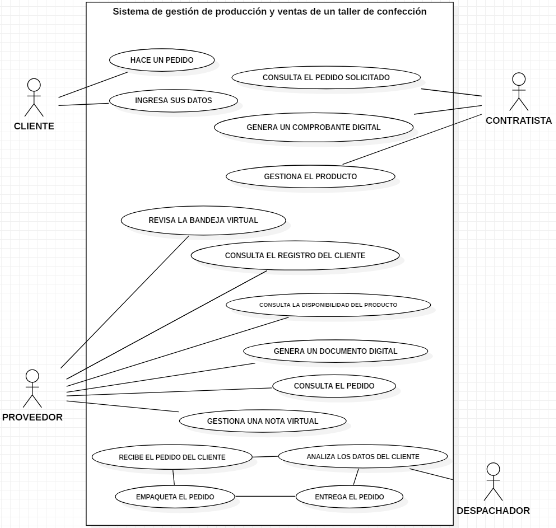 Sistema de gestión de producción y ventas de un taller de confección
HACE UN PEDIDO
CONSULTA EL PEDIDO SOLICITADO
INGRESA SUS DATOS
CLIENTE
CONTRATISTA
GENERA UN COMPROBANTE DIGITAL
GESTIONA EL PRODUCTO
REVISA LA BANDEJA VIRTUAL
CONSULTA EL REGISTRO DEL CLIENTE
CONSULTA LA DISPONIBILIDAD DEL PRODUCTO
GENERA UN DOCUMENTO DIGITAL
CONSULTA EL PEDIDO
PROVEEDOR
GESTIONA UNA NOTA VIRTUAL
RECIBE EL PEDIDO DEL CLIENTE
ANALIZA LOS DATOS DEL CLIENTE
EMPAQUETA EL PEDIDO
ENTREGA EL PEDIDO
DESPACHADOR